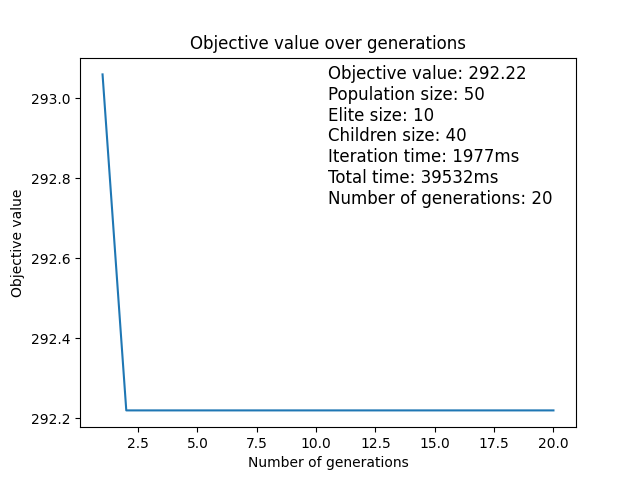 Objective value over generations
Objective value: 292.22
Population size: 50
Elite size: 10
Children size: 40
Iteration time: 1977ms
Total time: 39532ms
Number of generations: 20
Objective value
293.0
292.8
292.6
292.4
292.2
2.5 5.0 7.5 10.0 12.5 15.0 17.5 20.0
Number of generations